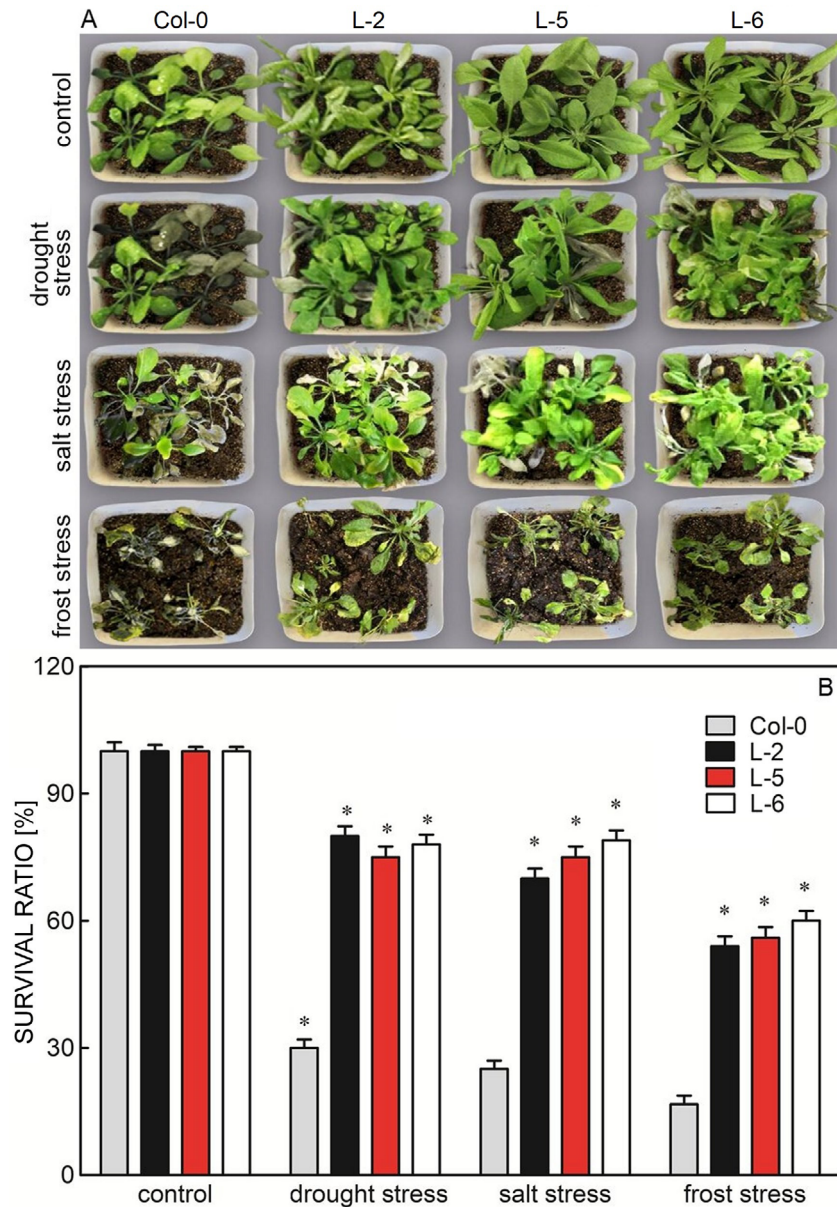 A Col-0 L-2 L-5 L-6
control
drought
stress
salt stress
frost stress
B
SURVIVAL RATIO [%]
120
90
60
30
0
Col-0
L-2
L-5
L-6
* * * *
* * *
* * *
control drought stress salt stress frost stress